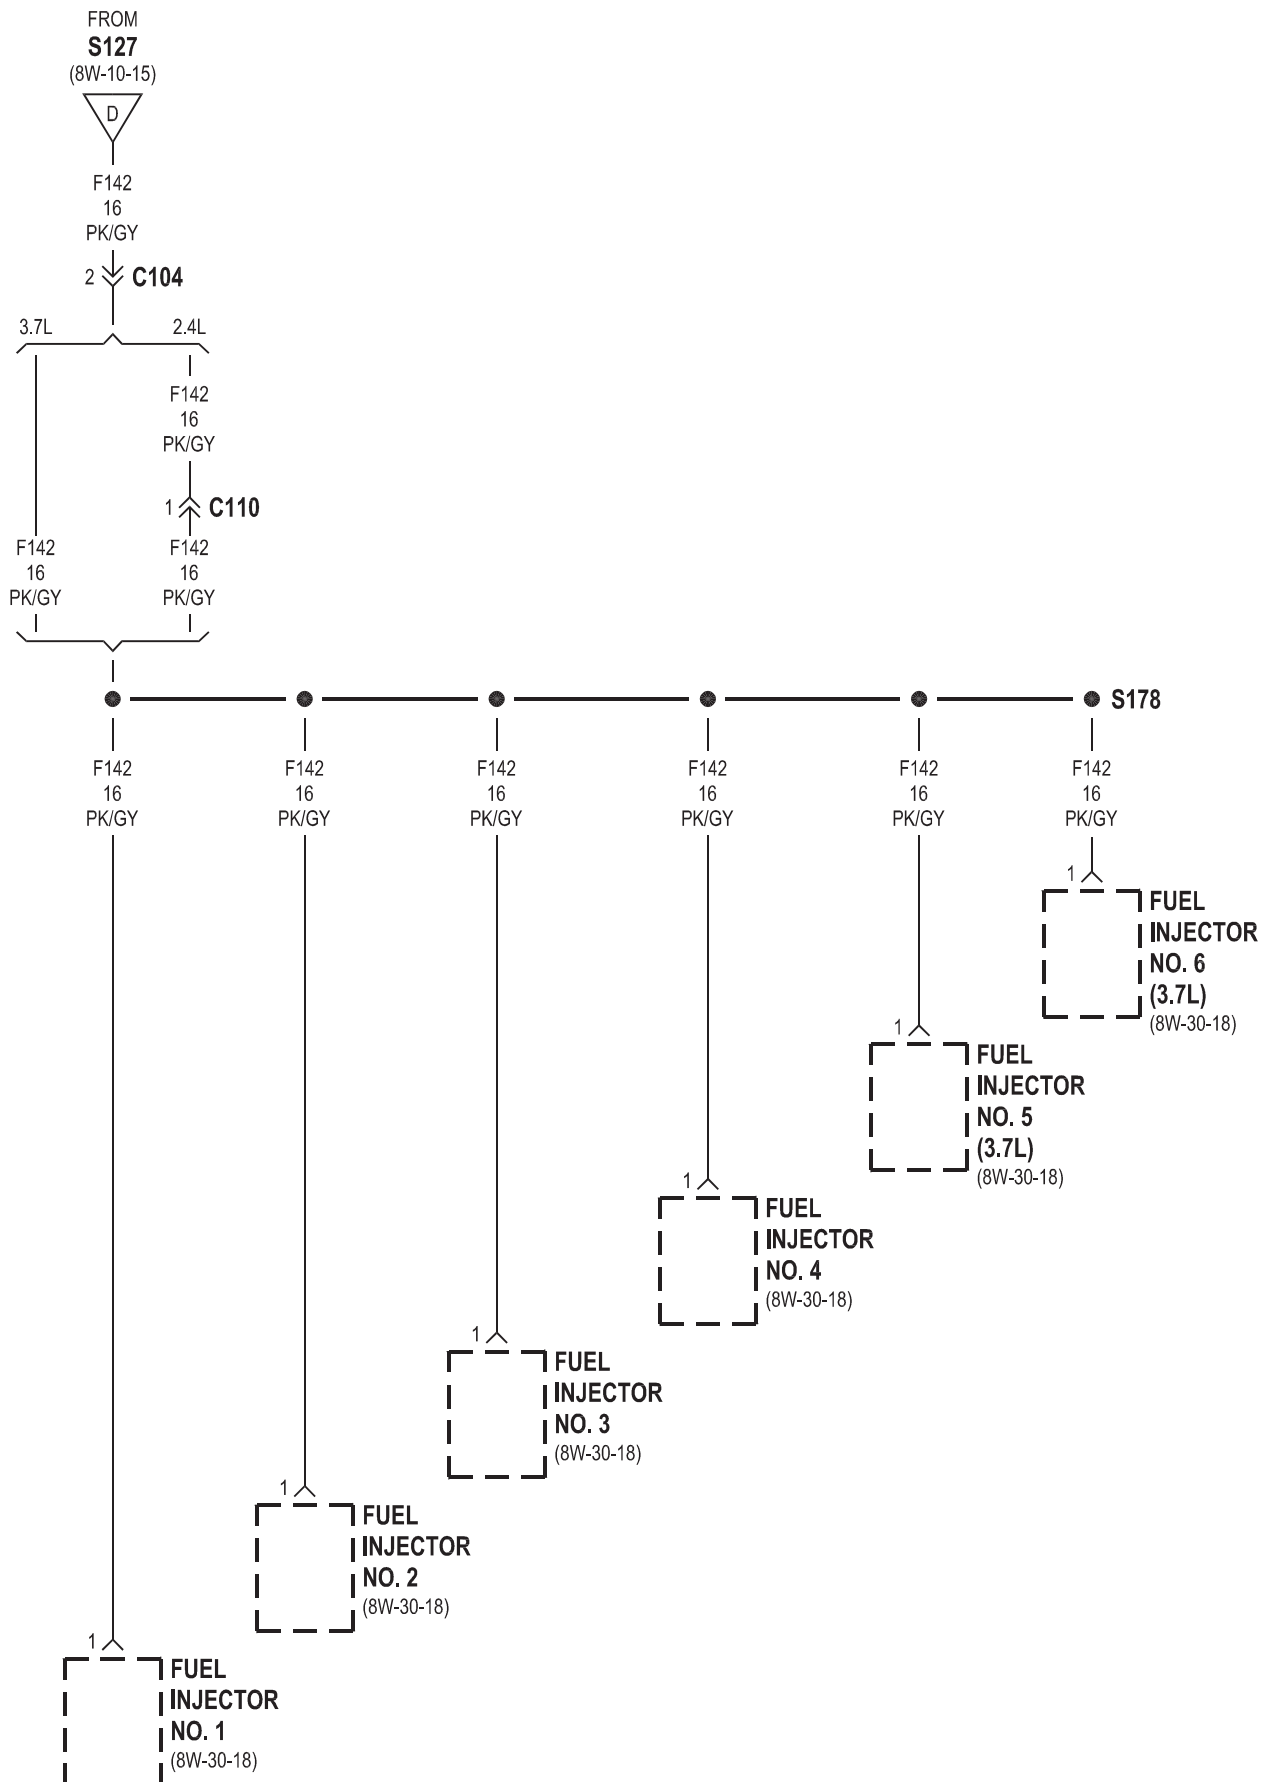 FROM
S127
(8W-10-15)
D
F142
16
PK/GY
2 C104
3.7L 2.4L
F142
16
PK/GY
1 C110
F142 F142
16 16
PK/GY PK/GY
S178
F142 F142 F142 F142 F142 F142
16 16 16 16 16 16
PK/GY PK/GY PK/GY PK/GY PK/GY PK/GY
1
FUEL
INJECTOR
NO. 6
(3.7L)
(8W-30-18)
1
FUEL
INJECTOR
NO. 5
(3.7L)
(8W-30-18)
1
FUEL
INJECTOR
NO. 4
(8W-30-18)
1
FUEL
INJECTOR
NO. 3
(8W-30-18)
1
FUEL
INJECTOR
NO. 2
(8W-30-18)
1
FUEL
INJECTOR
NO. 1
(8W-30-18)